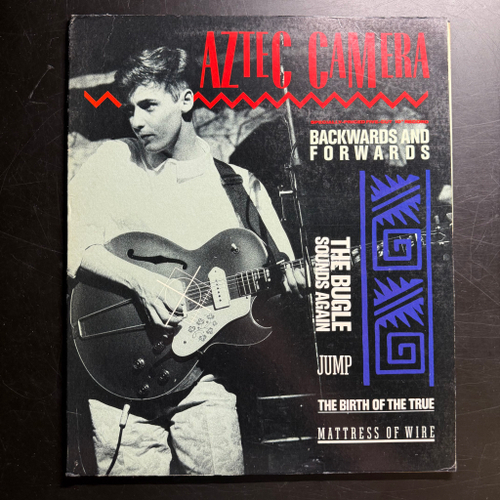 AZTEC CAMERA
BACKWARDS AND
FORWARDS
THE BUGLE
SOUNDS AGAIN
JUMP
THE BIRTH OF THE TRUE
MATTRESS OF WIRE